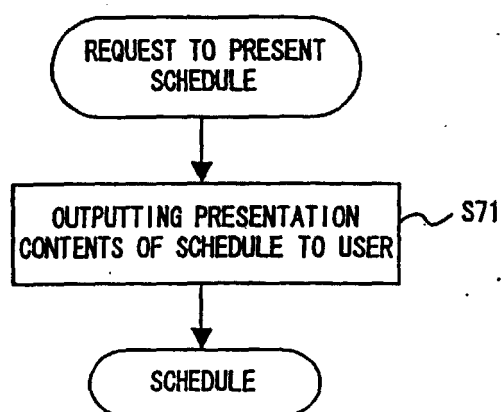 REQUEST TO PRESENT
SCHEDULE
OUTPUTTING PRESENTATION
CONTENTS OF SCHEDULE TO USER
S71
SCHEDULE